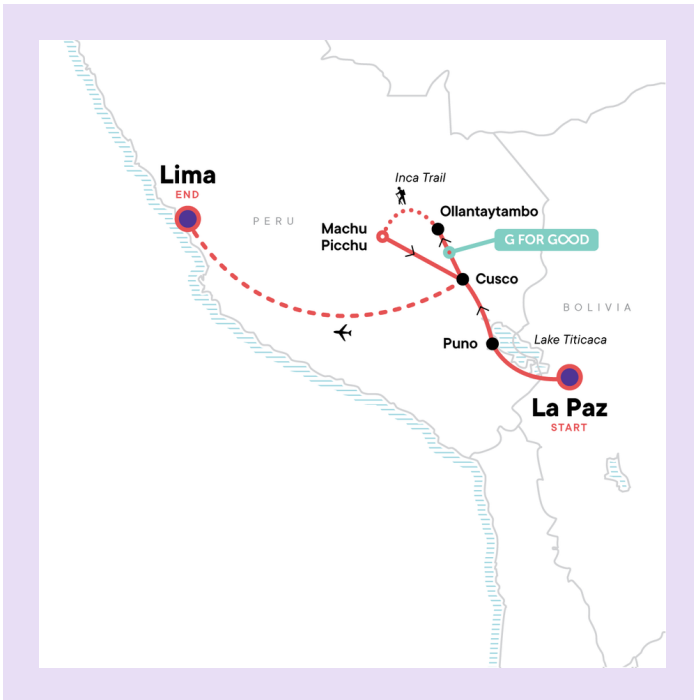 Lima
END
PERU
Inca Trail
Ollantaytambo
Machu
Picchu
G FOR GOOD
Cusco
BOLIVIA
Puno
Lake Titicaca
La Paz
START